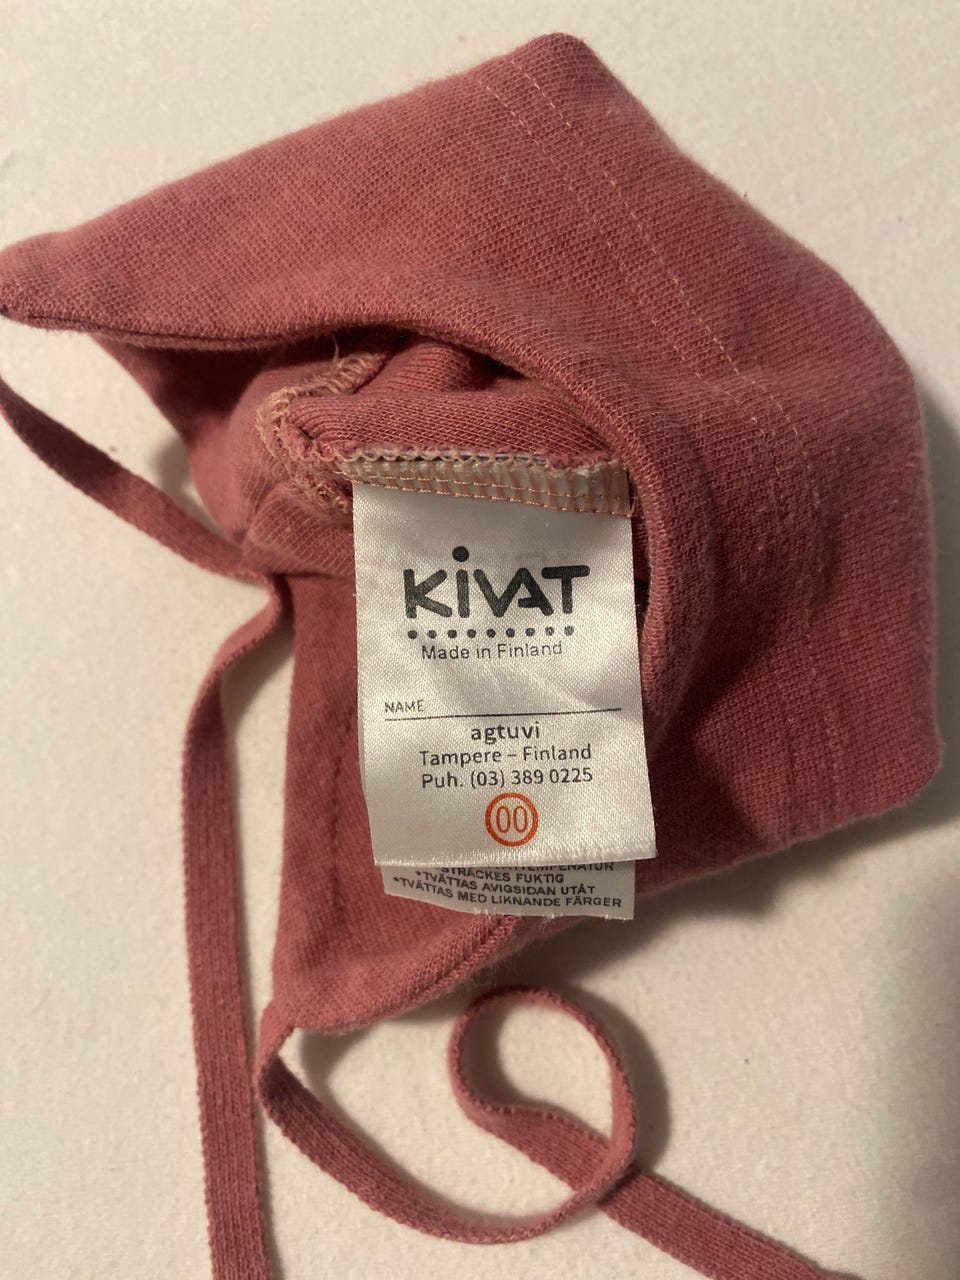 KiVAT
Made in Finland
NAME
agtuvi
Tampere – Finland
Puh. (03) 389 0225
00
STRÄCKES FUKTIG
*TVÄTTAS AVIGSIDAN UTÅT
*TVÄTTAS MED LIKNANDE FÄRGER